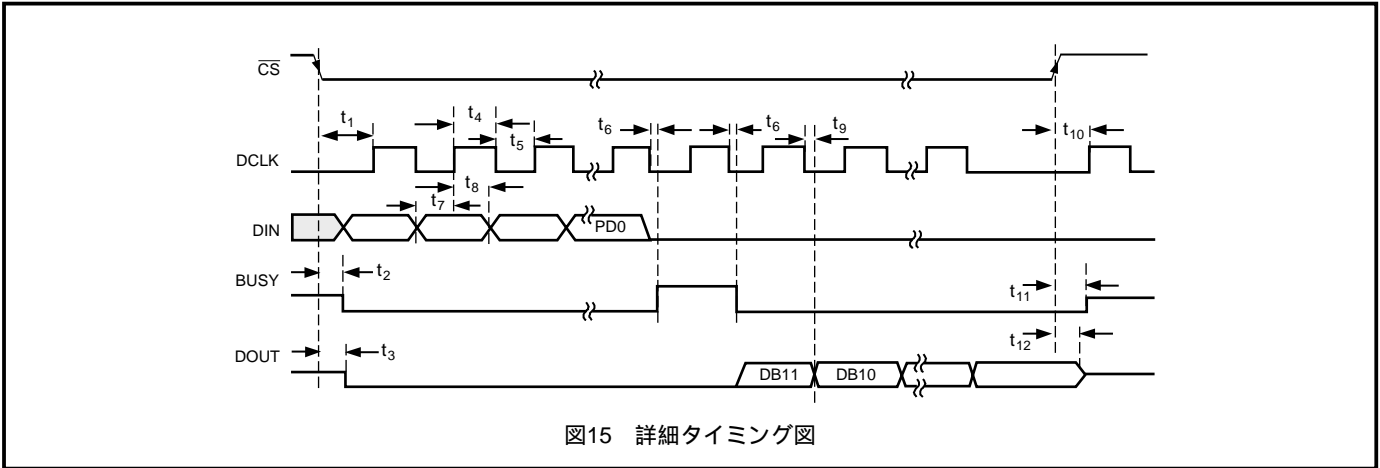 CS
t1
t4
t5
t6
t6
t9
t10
DCLK
t8
t7
DIN
PD0
BUSY
t2
t11
DOUT
t3
DB11
DB10
t12
図15 詳細タイミング図